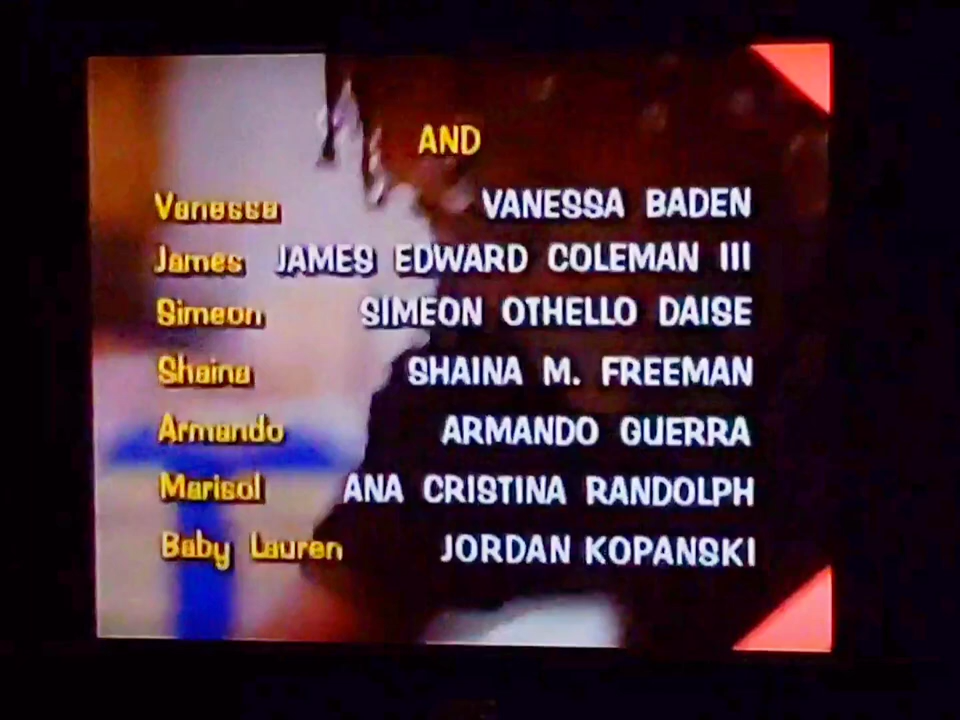 AND
Vanessa VANESSA BADEN
James JAMES EDWARD COLEMAN III
Simeon SIMEON OTHELLO DAISE
Shaina SHAINA M. FREEMAN
Armando ARMANDO GUERRA
Marisol ANA CRISTINA RANDOLPH
Baby Lauren JORDAN KOPANSKI